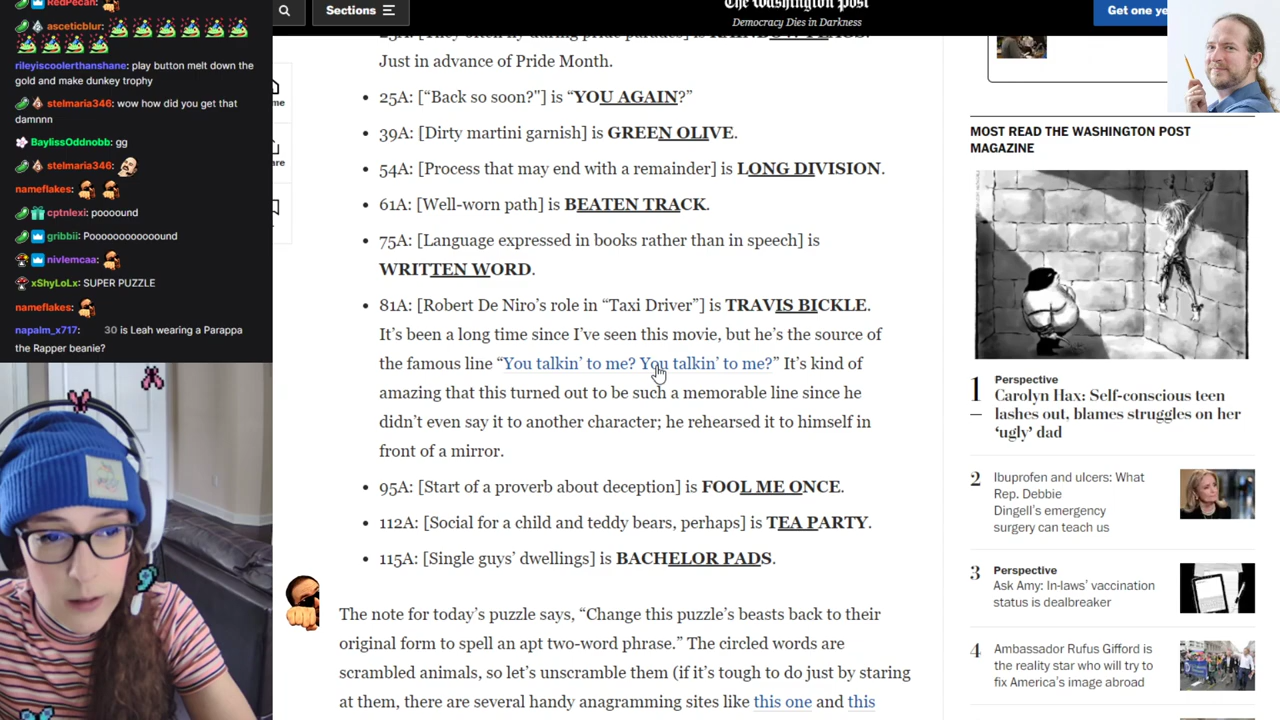 RedPecan:
asceticblur:
rileyiscoolerthanshane: play button melt down the
gold and make dunkey trophy
stelmaria346: wow how did you get that
damnnn
BaylissOddnobb: gg
stelmaria346:
nameflakes:
cptnlexi: poooound
gribbii: Poooooooooooound
nivlemcaa:
xShyLoLx: SUPER PUZZLE
nameflakes:
napalm_x717: 30 is Leah wearing a Parappa
the Rapper beanie?
Sections
The Washington Post
Democracy Dies in Darkness
Get one ye
Just in advance of Pride Month.
25A: [“Back so soon?"] is “YOU AGAIN?”
39A: [Dirty martini garnish] is GREEN OLIVE.
54A: [Process that may end with a remainder] is LONG DIVISION.
61A: [Well-worn path] is BEATEN TRACK.
75A: [Language expressed in books rather than in speech] is
WRITTEN WORD.
81A: [Robert De Niro’s role in “Taxi Driver”] is TRAVIS BICKLE.
It’s been a long time since I’ve seen this movie, but he’s the source of
the famous line “You talkin’ to me? You talkin’ to me?” It’s kind of
amazing that this turned out to be such a memorable line since he
didn’t even say it to another character; he rehearsed it to himself in
front of a mirror.
95A: [Start of a proverb about deception] is FOOL ME ONCE.
112A: [Social for a child and teddy bears, perhaps] is TEA PARTY.
115A: [Single guys’ dwellings] is BACHELOR PADS.
The note for today’s puzzle says, “Change this puzzle’s beasts back to their
original form to spell an apt two-word phrase.” The circled words are
scrambled animals, so let’s unscramble them (if it’s tough to do just by staring
at them, there are several handy anagramming sites like this one and this
MOST READ THE WASHINGTON POST
MAGAZINE
1
Perspective
Carolyn Hax: Self-conscious teen
lashes out, blames struggles on her
‘ugly’ dad
2
Ibuprofen and ulcers: What
Rep. Debbie
Dingell’s emergency
surgery can teach us
3
Perspective
Ask Amy: In-laws’ vaccination
status is dealbreaker
4
Ambassador Rufus Gifford is
the reality star who will try to
fix America’s image abroad